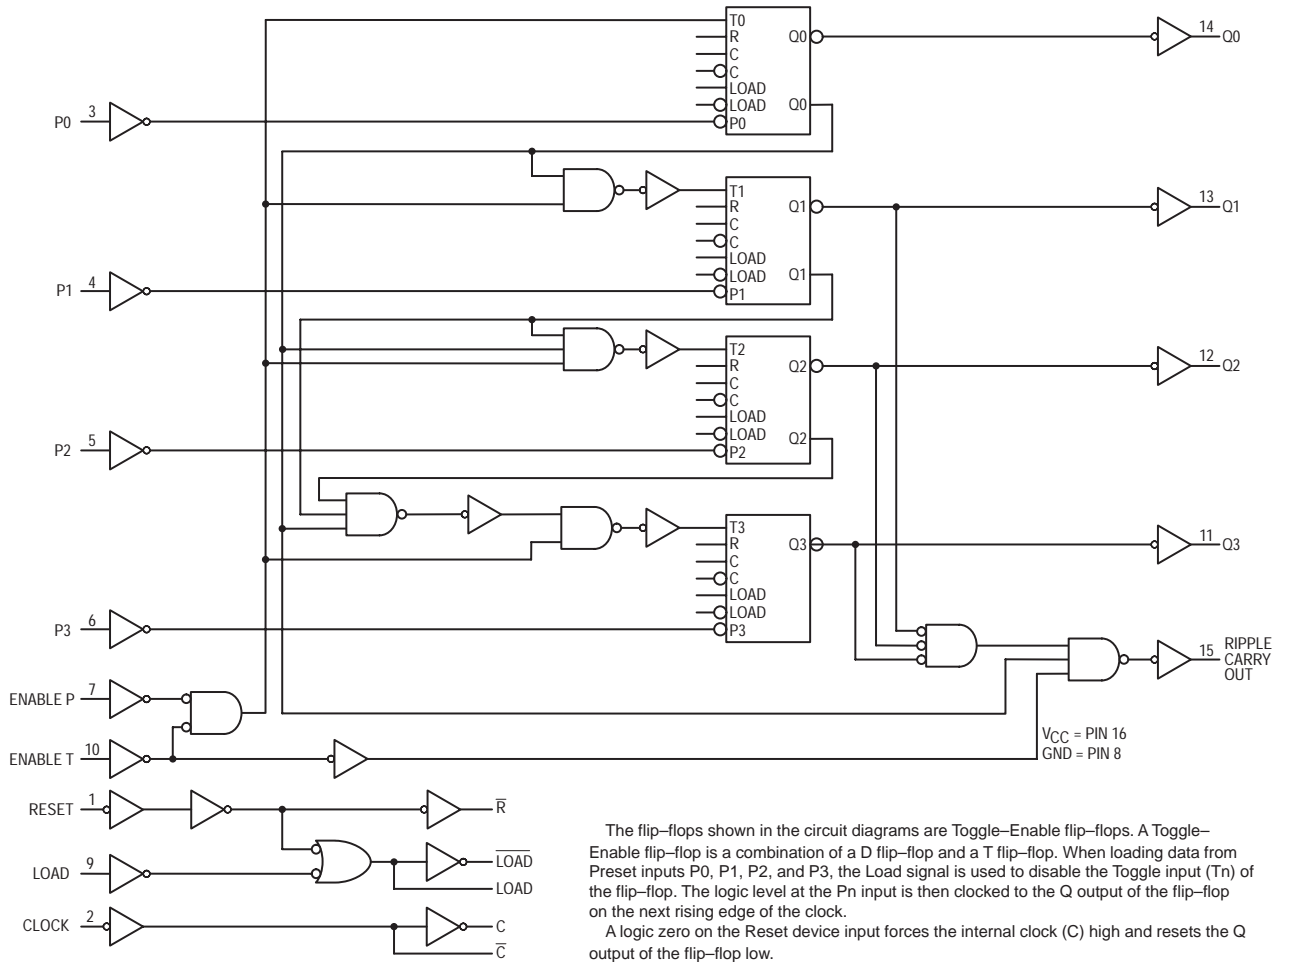 T0
R
C
C
LOAD
LOAD
P0
Q0
Q0
14
Q0
P0
3
T1
R
C
C
LOAD
LOAD
P1
Q1
Q1
13
Q1
P1
4
T2
R
C
C
LOAD
LOAD
P2
Q2
Q2
12
Q2
P2
5
T3
R
C
C
LOAD
LOAD
P3
Q3
11
Q3
P3
6
15
RIPPLE
CARRY
OUT
ENABLE P
7
ENABLE T
10
VCC = PIN 16
GND = PIN 8
RESET
1
R̅
LOAD
9
L̅O̅A̅D̅
LOAD
CLOCK
2
C
C̅
The flip–flops shown in the circuit diagrams are Toggle–Enable flip–flops. A Toggle–
Enable flip–flop is a combination of a D flip–flop and a T flip–flop. When loading data from
Preset inputs P0, P1, P2, and P3, the Load signal is used to disable the Toggle input (Tn) of
the flip–flop. The logic level at the Pn input is then clocked to the Q output of the flip–flop
on the next rising edge of the clock.
A logic zero on the Reset device input forces the internal clock (C) high and resets the Q
output of the flip–flop low.